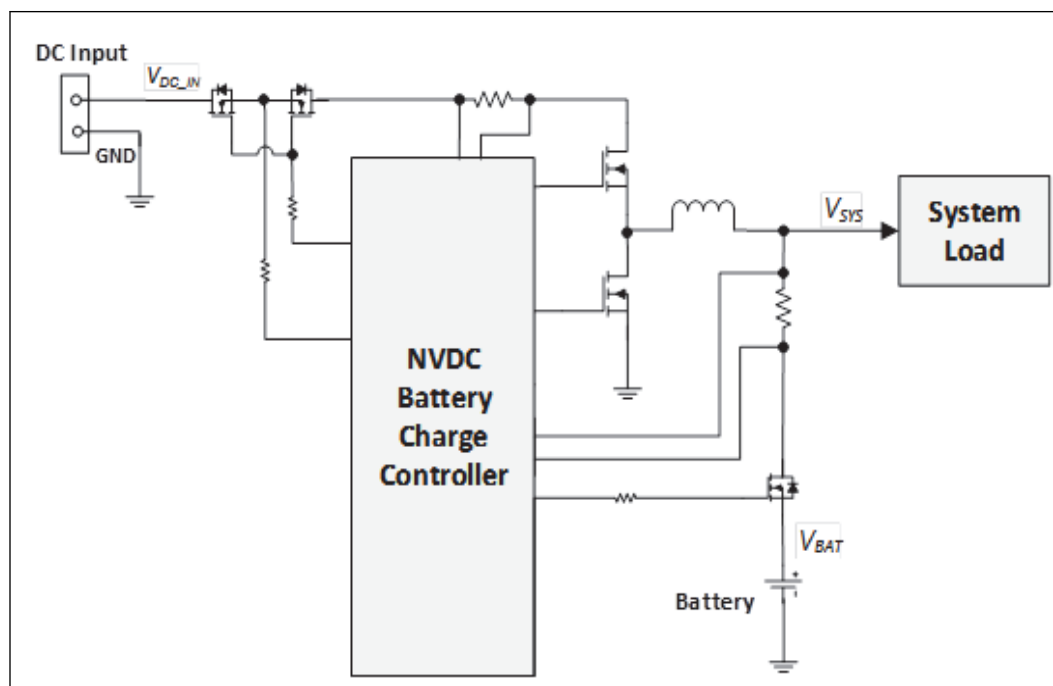 DC Input
V_DC_IN
GND
V_SYS
System
Load
NVDC
Battery
Charge
Controller
V_BAT
Battery
+
-